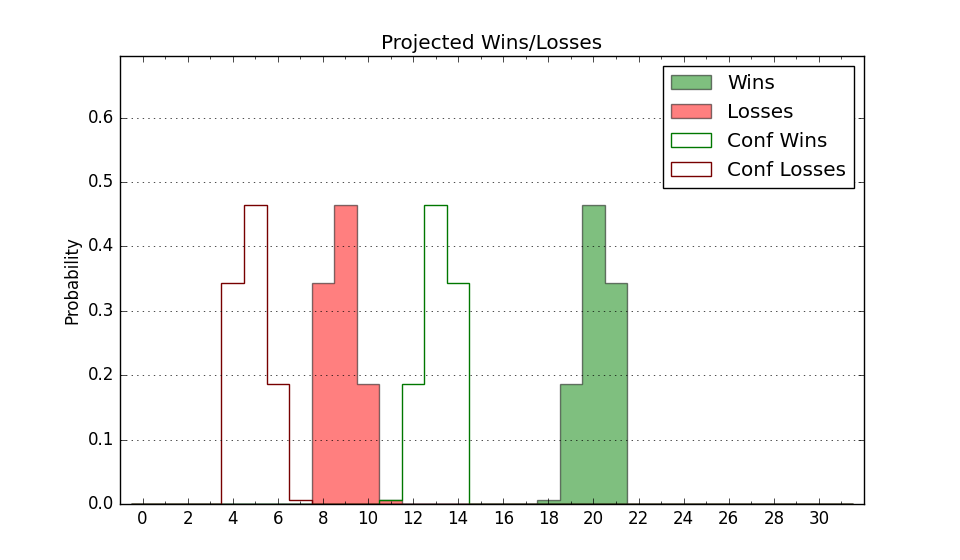 Projected Wins/Losses
Wins
Losses
Conf Wins
Conf Losses
Probability
0.6
0.5
0.4
0.3
0.2
0.1
0.0
0 2 4 6 8 10 12 14 16 18 20 22 24 26 28 30